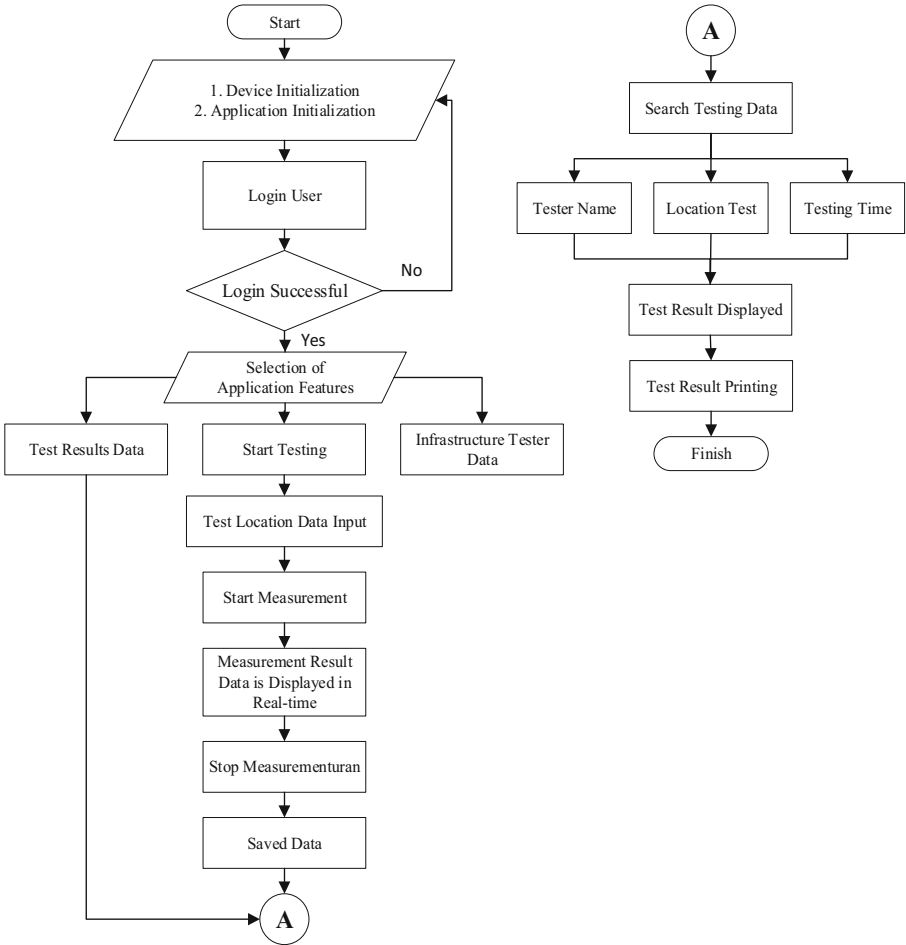 Start
1. Device Initialization
2. Application Initialization
Login User
Login Successful
No
Yes
Selection of
Application Features
Test Results Data
Start Testing
Infrastructure Tester
Data
Test Location Data Input
Start Measurement
Measurement Result
Data is Displayed in
Real-time
Stop Measurementuran
Saved Data
A
A
Search Testing Data
Tester Name
Location Test
Testing Time
Test Result Displayed
Test Result Printing
Finish